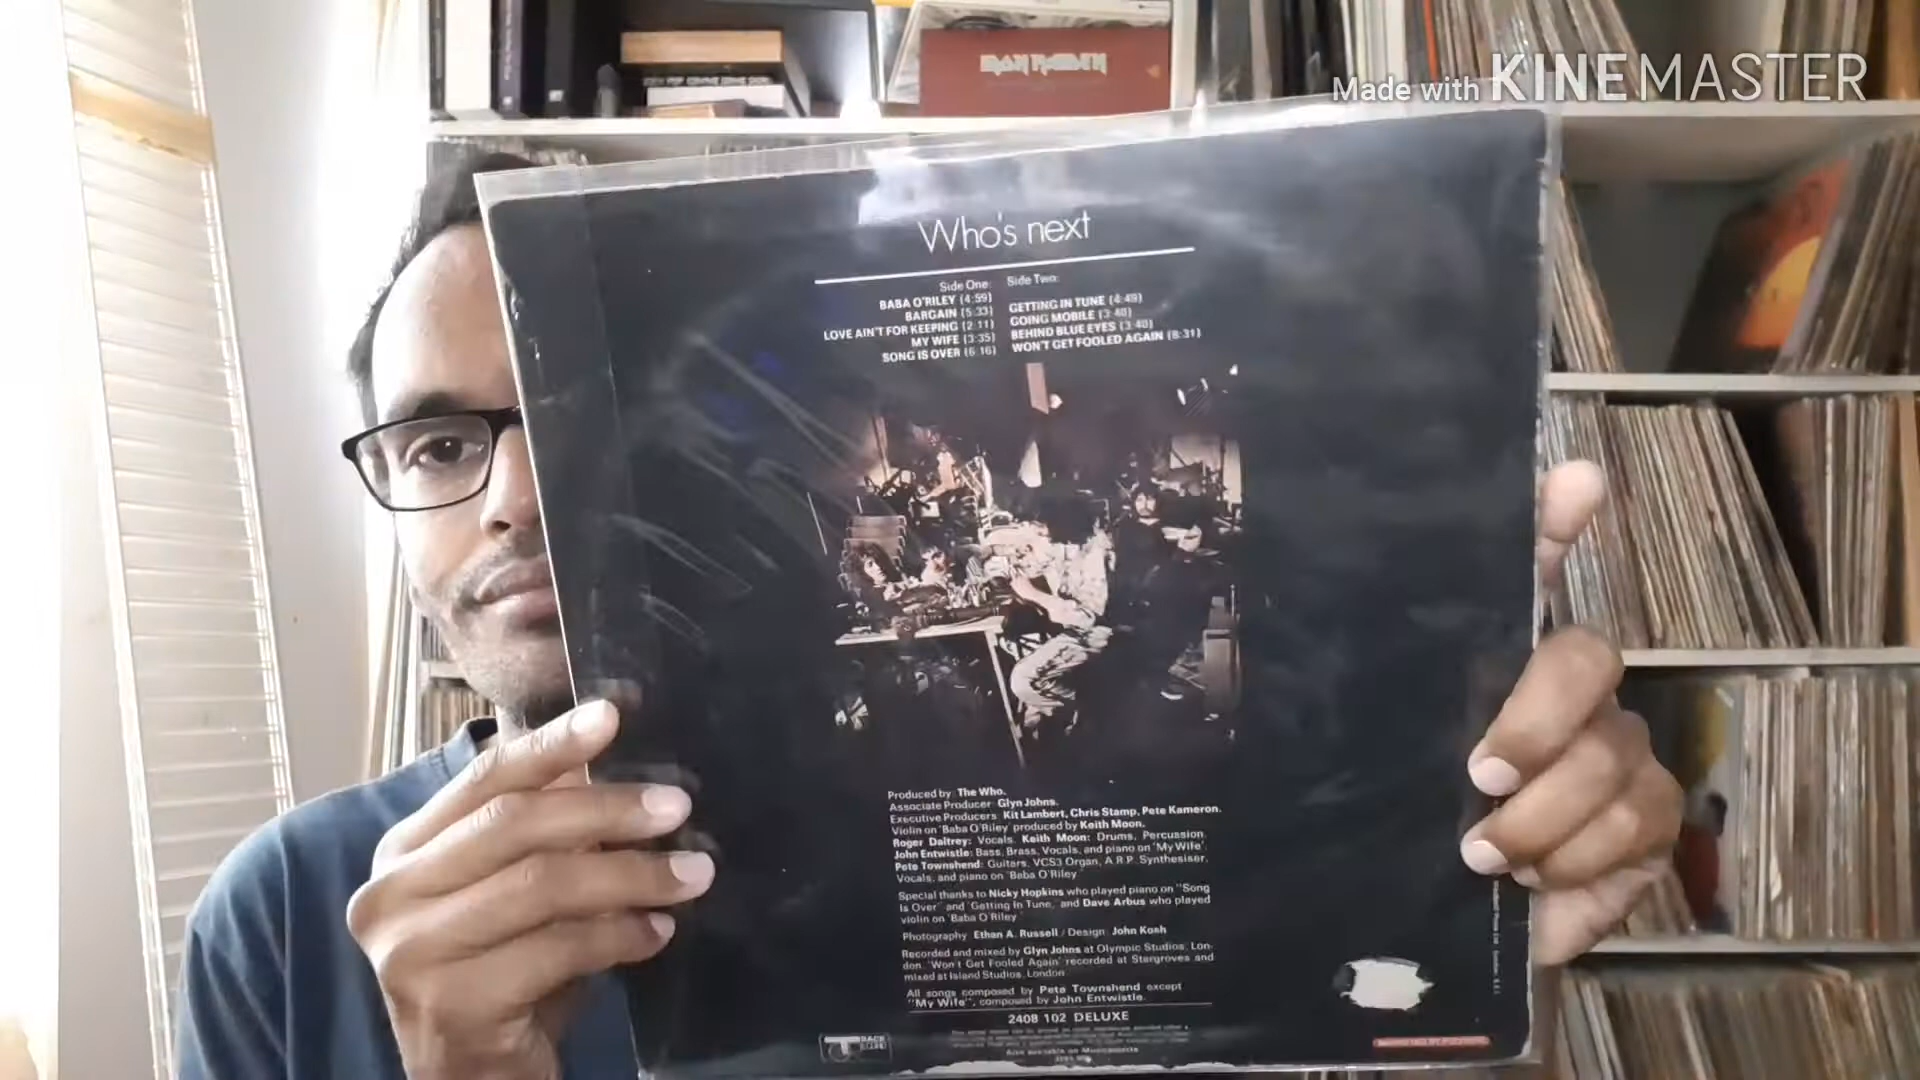 IRON MAIDEN
Made with KINEMASTER
Who's next
Side One:
BABA O'RILEY (4:59)
BARGAIN (5:33)
LOVE AIN'T FOR KEEPING (2:11)
MY WIFE (3:35)
SONG IS OVER (6:16)
Side Two:
GETTING IN TUNE (4:49)
GOING MOBILE (3:40)
BEHIND BLUE EYES (3:40)
WON'T GET FOOLED AGAIN (8:31)
Produced by: The Who.
Associate Producer: Glyn Johns.
Executive Producers: Kit Lambert, Chris Stamp, Pete Kameron.
Violin on 'Baba O'Riley' produced by Keith Moon.
Roger Daltrey: Vocals. Keith Moon: Drums, Percussion.
John Entwistle: Bass, Brass, Vocals, and piano on 'My Wife'.
Pete Townshend: Guitars, VCS3 Organ, A.R.P. Synthesiser,
Vocals, and piano on 'Baba O'Riley'
Special thanks to Nicky Hopkins who played piano on "Song
Is Over" and 'Getting In Tune,' and Dave Arbus who played
violin on 'Baba O'Riley'
Photography: Ethan A. Russell / Design: John Kosh
Recorded and mixed by Glyn Johns at Olympic Studios, Lon-
don. 'Won't Get Fooled Again' recorded at Stargroves and
mixed at Island Studios, London
All songs composed by Pete Townshend except
"My Wife", composed by John Entwistle.
2408 102 DELUXE
Also available on Musicassette